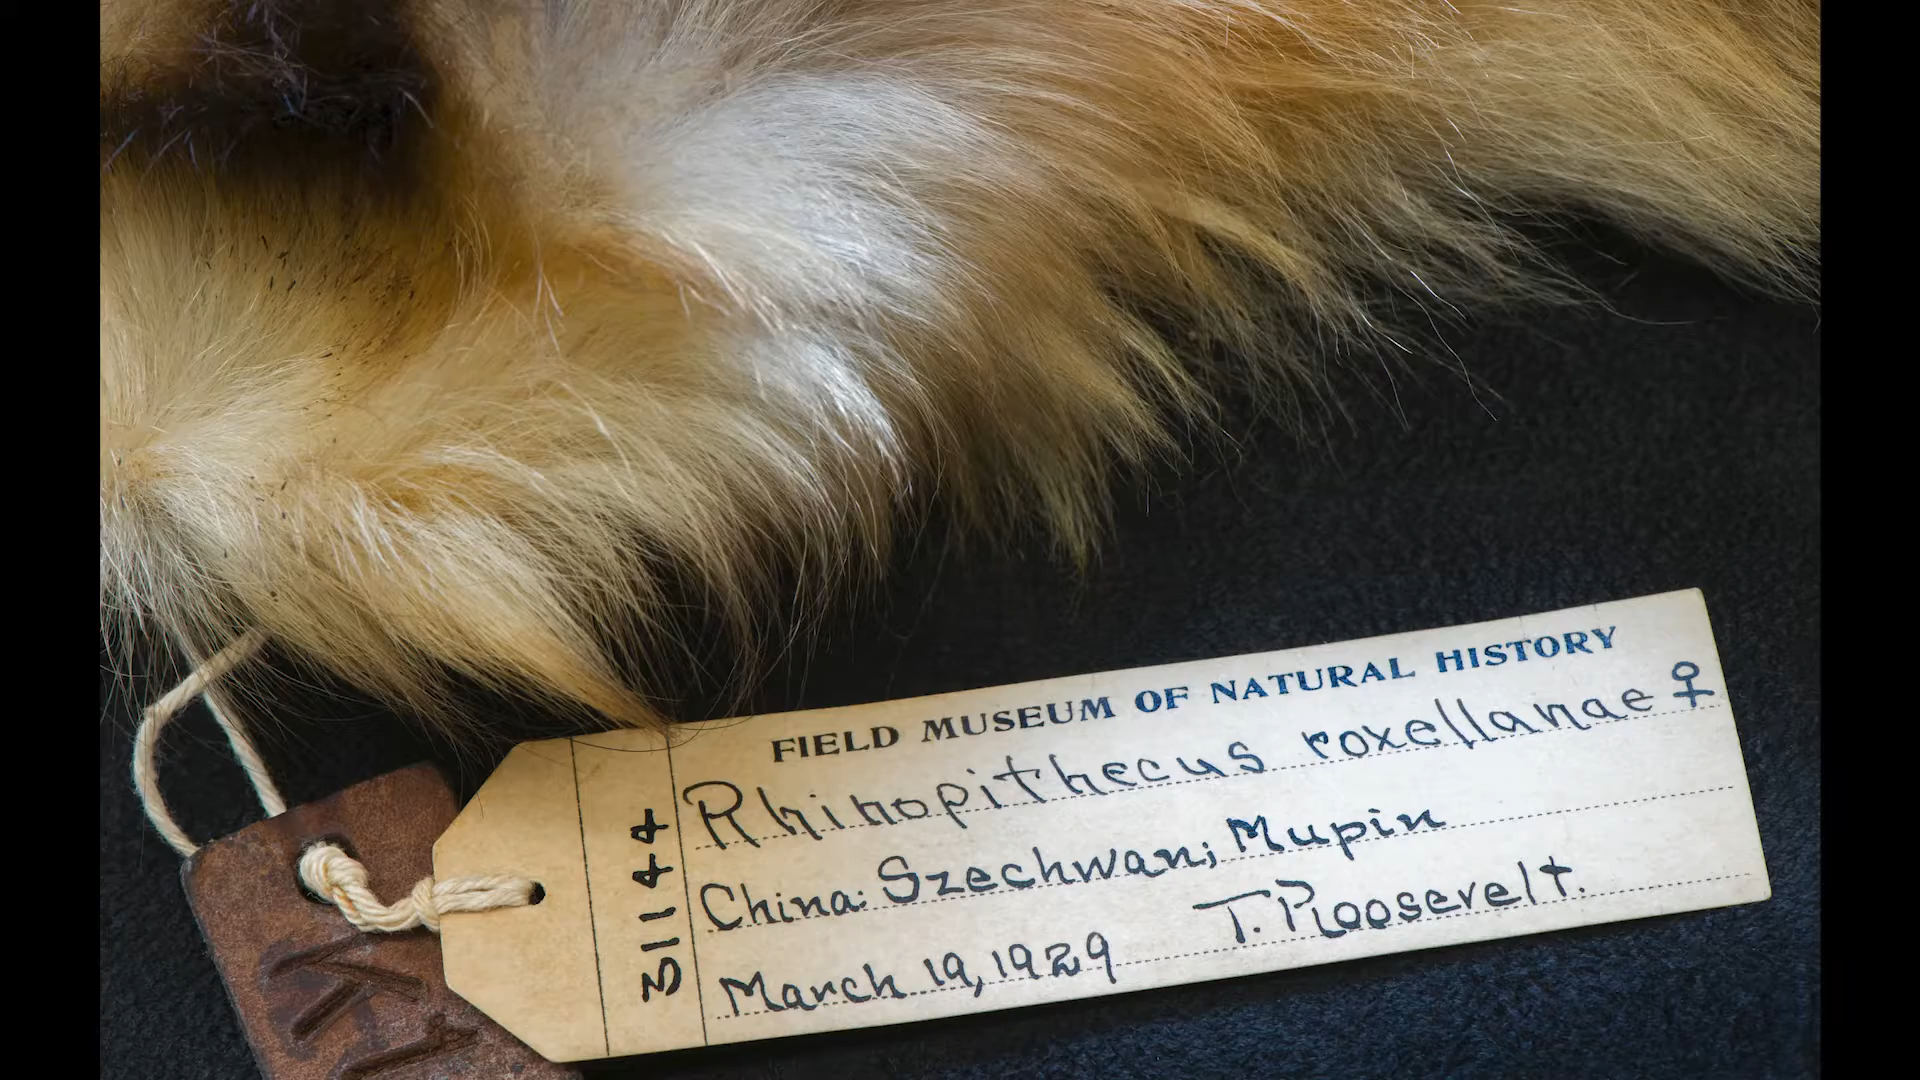 FIELD MUSEUM OF NATURAL HISTORY
Rhinopithecus roxellanae ♀
China: Szechwan; Mupin
March 19, 1929 T. Roosevelt.
31144